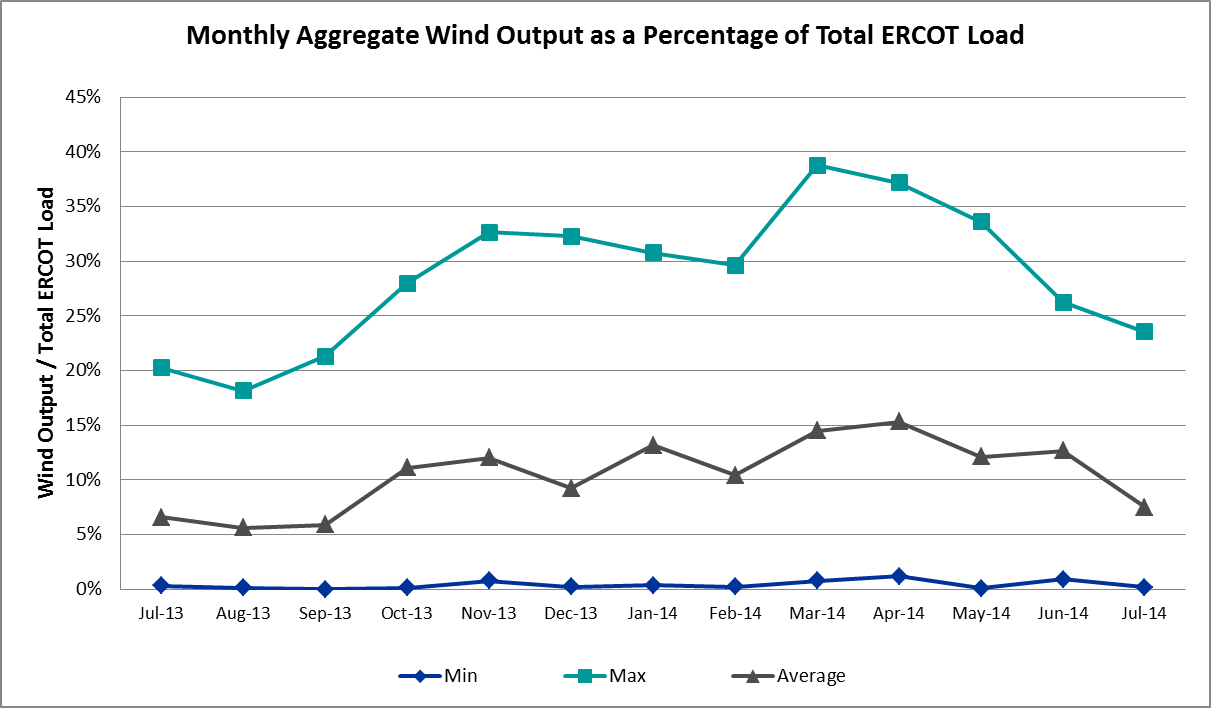 Monthly Aggregate Wind Output as a Percentage of Total ERCOT Load
Wind Output / Total ERCOT Load
45%
40%
35%
30%
25%
20%
15%
10%
5%
0%
Jul-13 Aug-13 Sep-13 Oct-13 Nov-13 Dec-13 Jan-14 Feb-14 Mar-14 Apr-14 May-14 Jun-14 Jul-14
Min Max Average